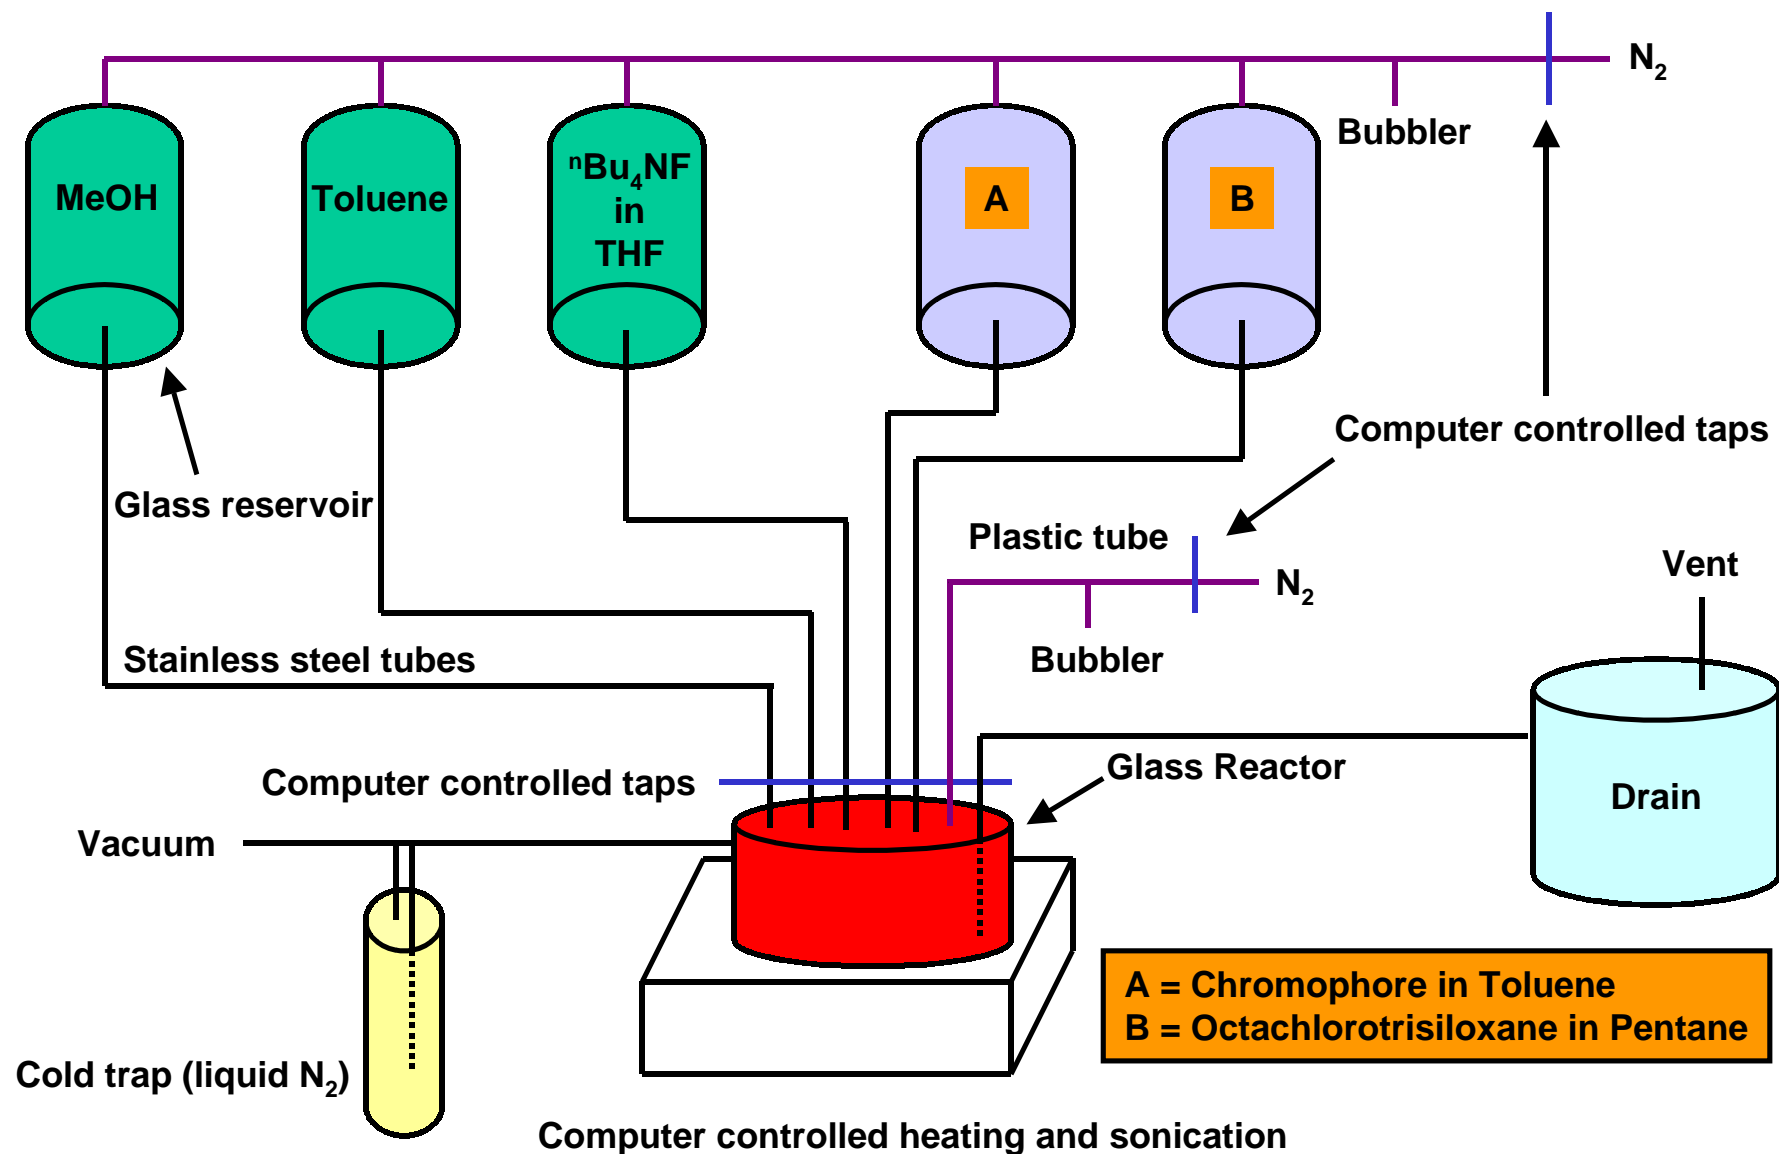 N₂
Bubbler
MeOH
Toluene
ⁿBu₄NF
in
THF
A
B
Computer controlled taps
Glass reservoir
Plastic tube
N₂
Vent
Bubbler
Stainless steel tubes
Computer controlled taps
Glass Reactor
Drain
Vacuum
A = Chromophore in Toluene
B = Octachlorotrisiloxane in Pentane
Cold trap (liquid N₂)
Computer controlled heating and sonication